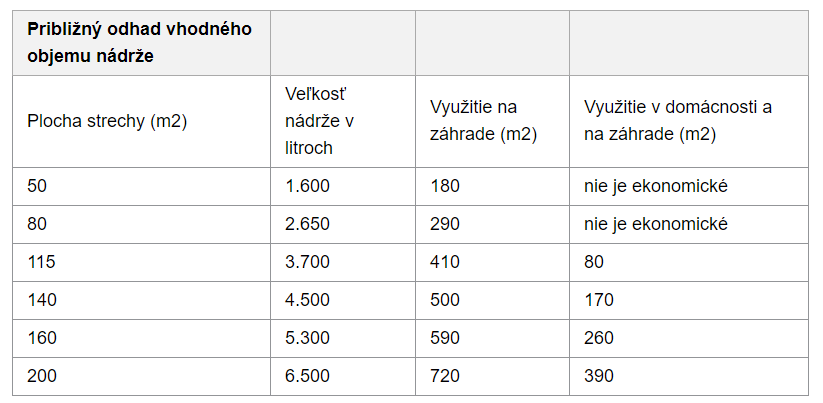 Približný odhad vhodného
objemu nádrže
Plocha strechy (m2)
Veľkosť
nádrže v
litroch
Využitie na
záhrade (m2)
Využitie v domácnosti a
na záhrade (m2)
50 1.600 180 nie je ekonomické
80 2.650 290 nie je ekonomické
115 3.700 410 80
140 4.500 500 170
160 5.300 590 260
200 6.500 720 390